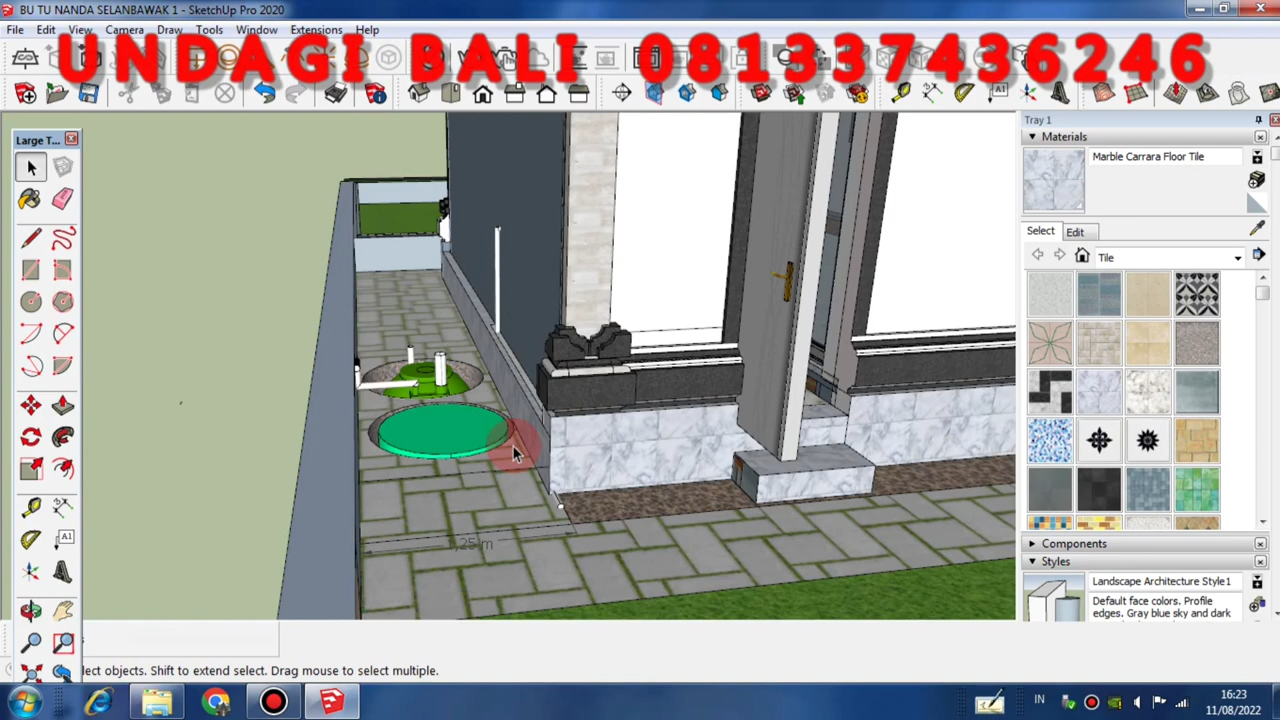 BU TU NANDA SELANBAWAK 1 - SketchUp Pro 2020
File Edit View Camera Draw Tools Window Extensions Help
UNDAGI BALI 081337436246
Large T...
Tray 1
Materials
Marble Carrara Floor Tile
Select Edit
Tile
A1
Components
Styles
Landscape Architecture Style1
Default face colors. Profile
edges. Gray blue sky and dark
lect objects. Shift to extend select. Drag mouse to select multiple.
IN
16:23
11/08/2022